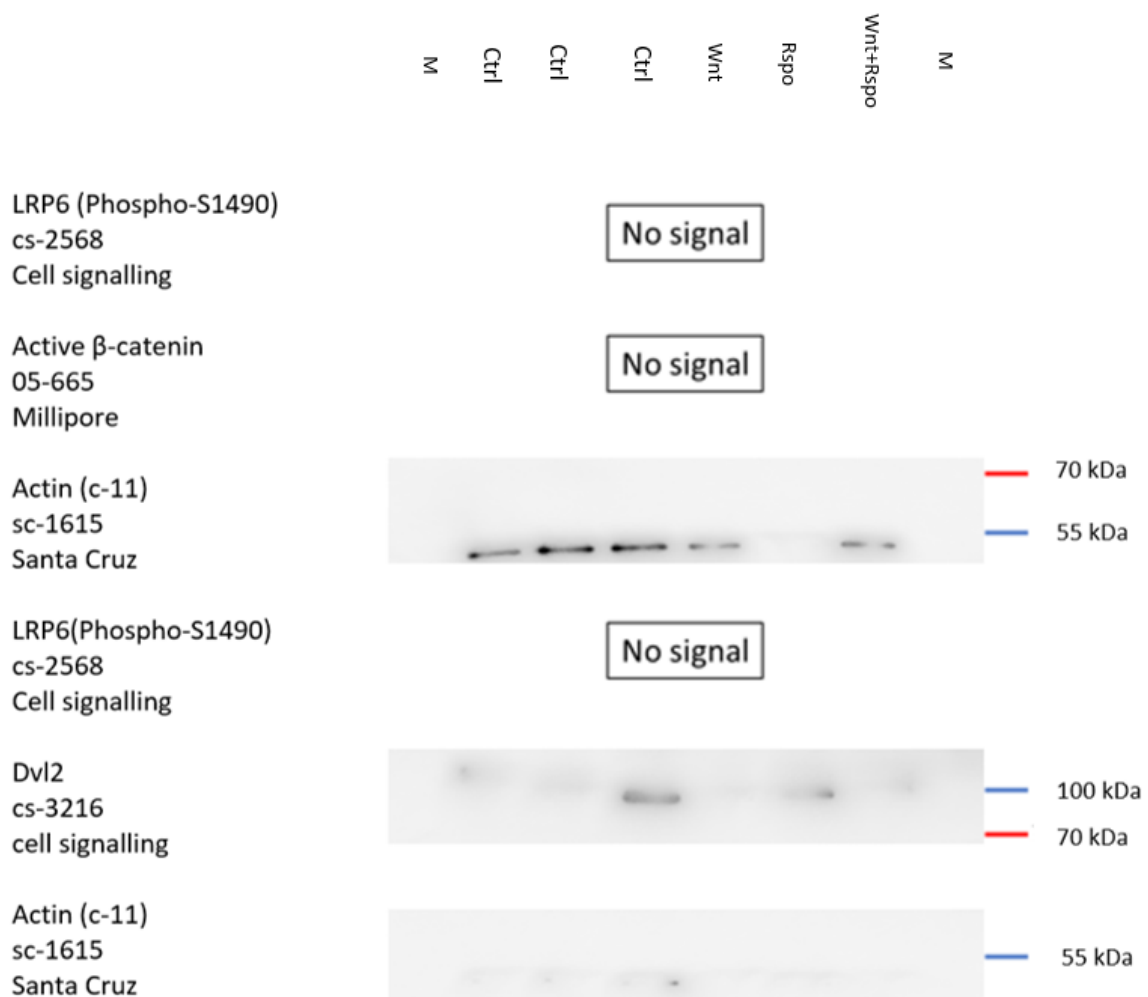 M
Ctrl
Ctrl
Ctrl
Wnt
Rspo
Wnt+Rspo
M
LRP6 (Phospho-S1490)
cs-2568
Cell signalling
No signal
Active β-catenin
05-665
Millipore
No signal
Actin (c-11)
sc-1615
Santa Cruz
70 kDa
55 kDa
LRP6(Phospho-S1490)
cs-2568
Cell signalling
No signal
Dvl2
cs-3216
cell signalling
100 kDa
70 kDa
Actin (c-11)
sc-1615
Santa Cruz
55 kDa